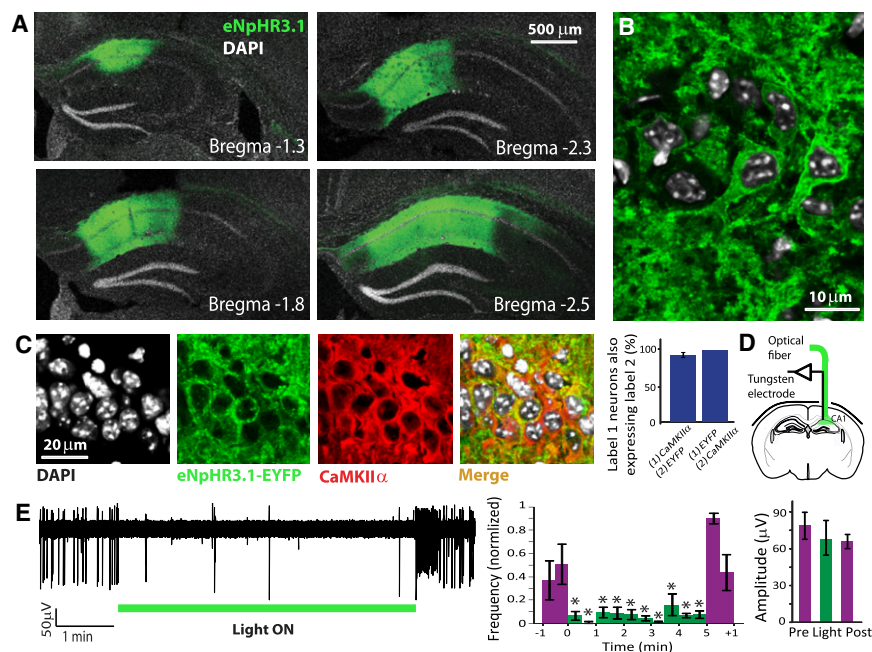 A
eNpHR3.1
DAPI
500 µm
Bregma -1.3
Bregma -2.3
Bregma -1.8
Bregma -2.5
B
10 µm
C
20 µm
DAPI
eNpHR3.1-EYFP
CaMKIIα
Merge
Label 1 neurons also
expressing label 2 (%)
100
50
0
(1) CaMKIIα
(2) EYFP
(1) EYFP
(2) CaMKIIα
D
Optical
fiber
Tungsten
electrode
CA1
E
50µV
1 min
Light ON
Frequency (normlized)
1
0.8
0.6
0.4
0.2
0
* * * * * * * * *
-1 0 1 2 3 4 5 +1
Time (min)
Amplitude (µV)
90
60
30
0
Pre Light Post